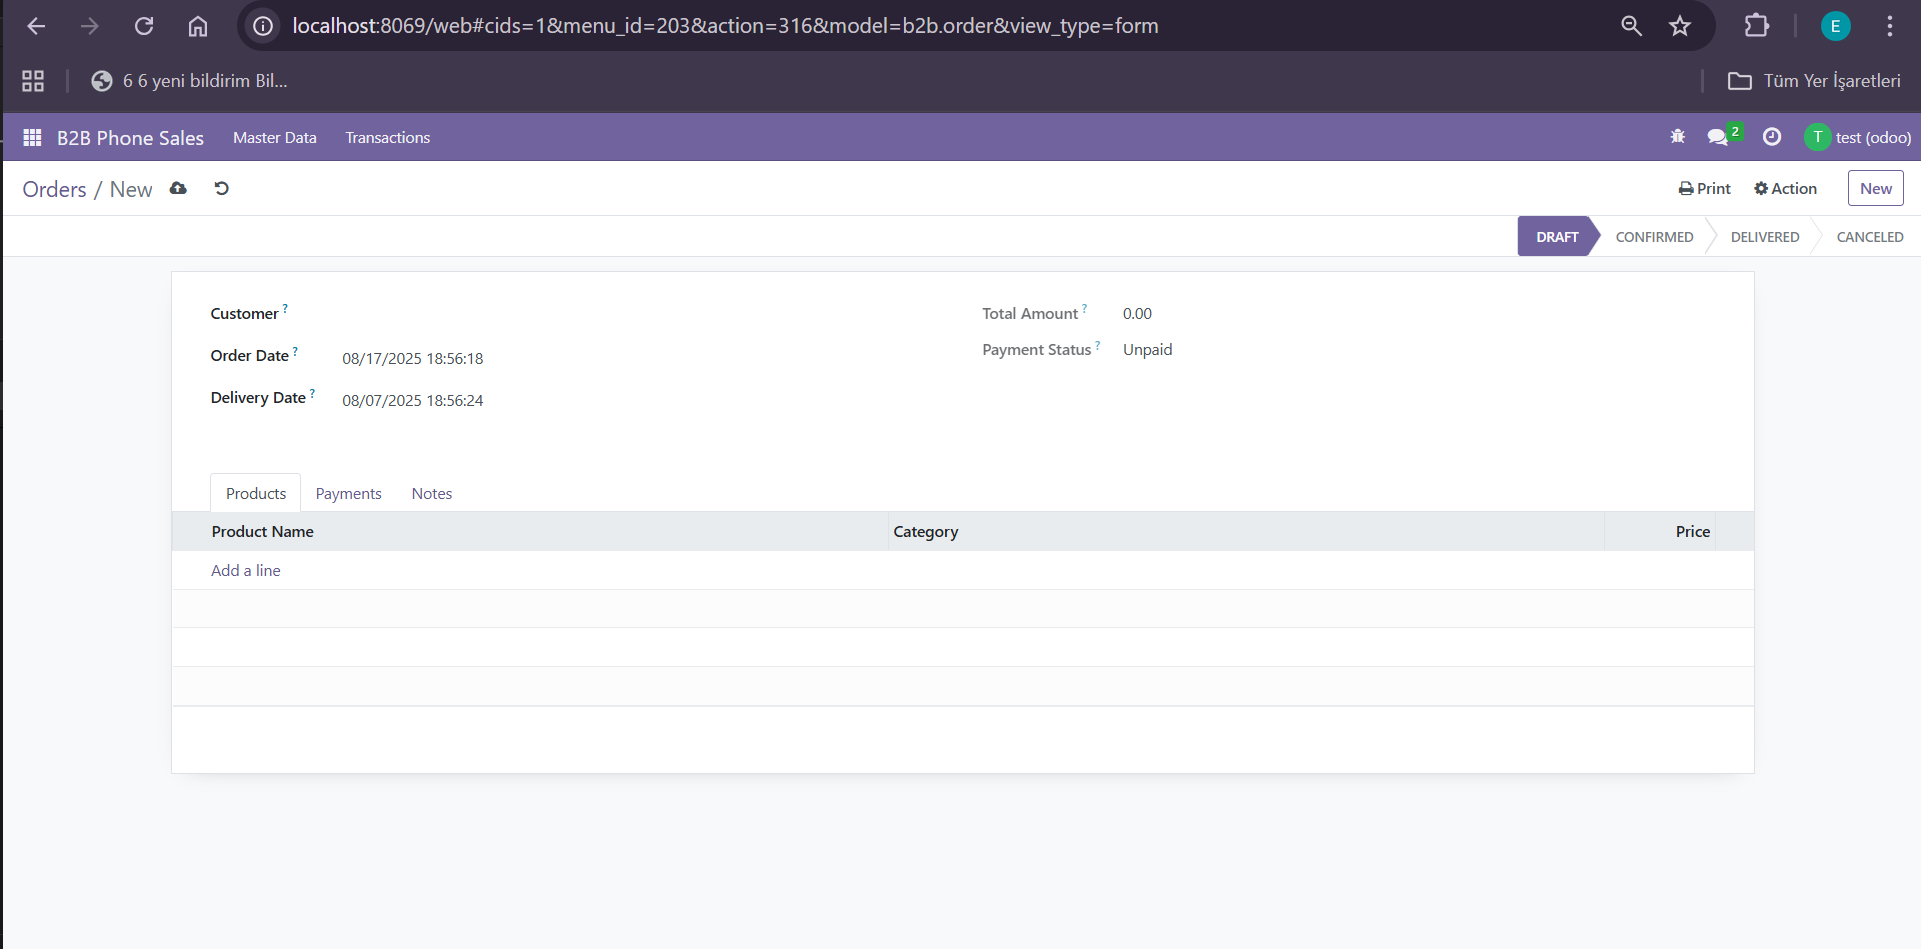 localhost:8069/web#cids=1&menu_id=203&action=316&model=b2b.order&view_type=form
E
6 6 yeni bildirim Bil...
Tüm Yer İşaretleri
B2B Phone Sales Master Data Transactions
2
T test (odoo)
Orders / New
Print Action New
DRAFT CONFIRMED DELIVERED CANCELED
Customer ?
Total Amount ? 0.00
Order Date ? 08/17/2025 18:56:18
Payment Status ? Unpaid
Delivery Date ? 08/07/2025 18:56:24
Products Payments Notes
Product Name Category Price
Add a line